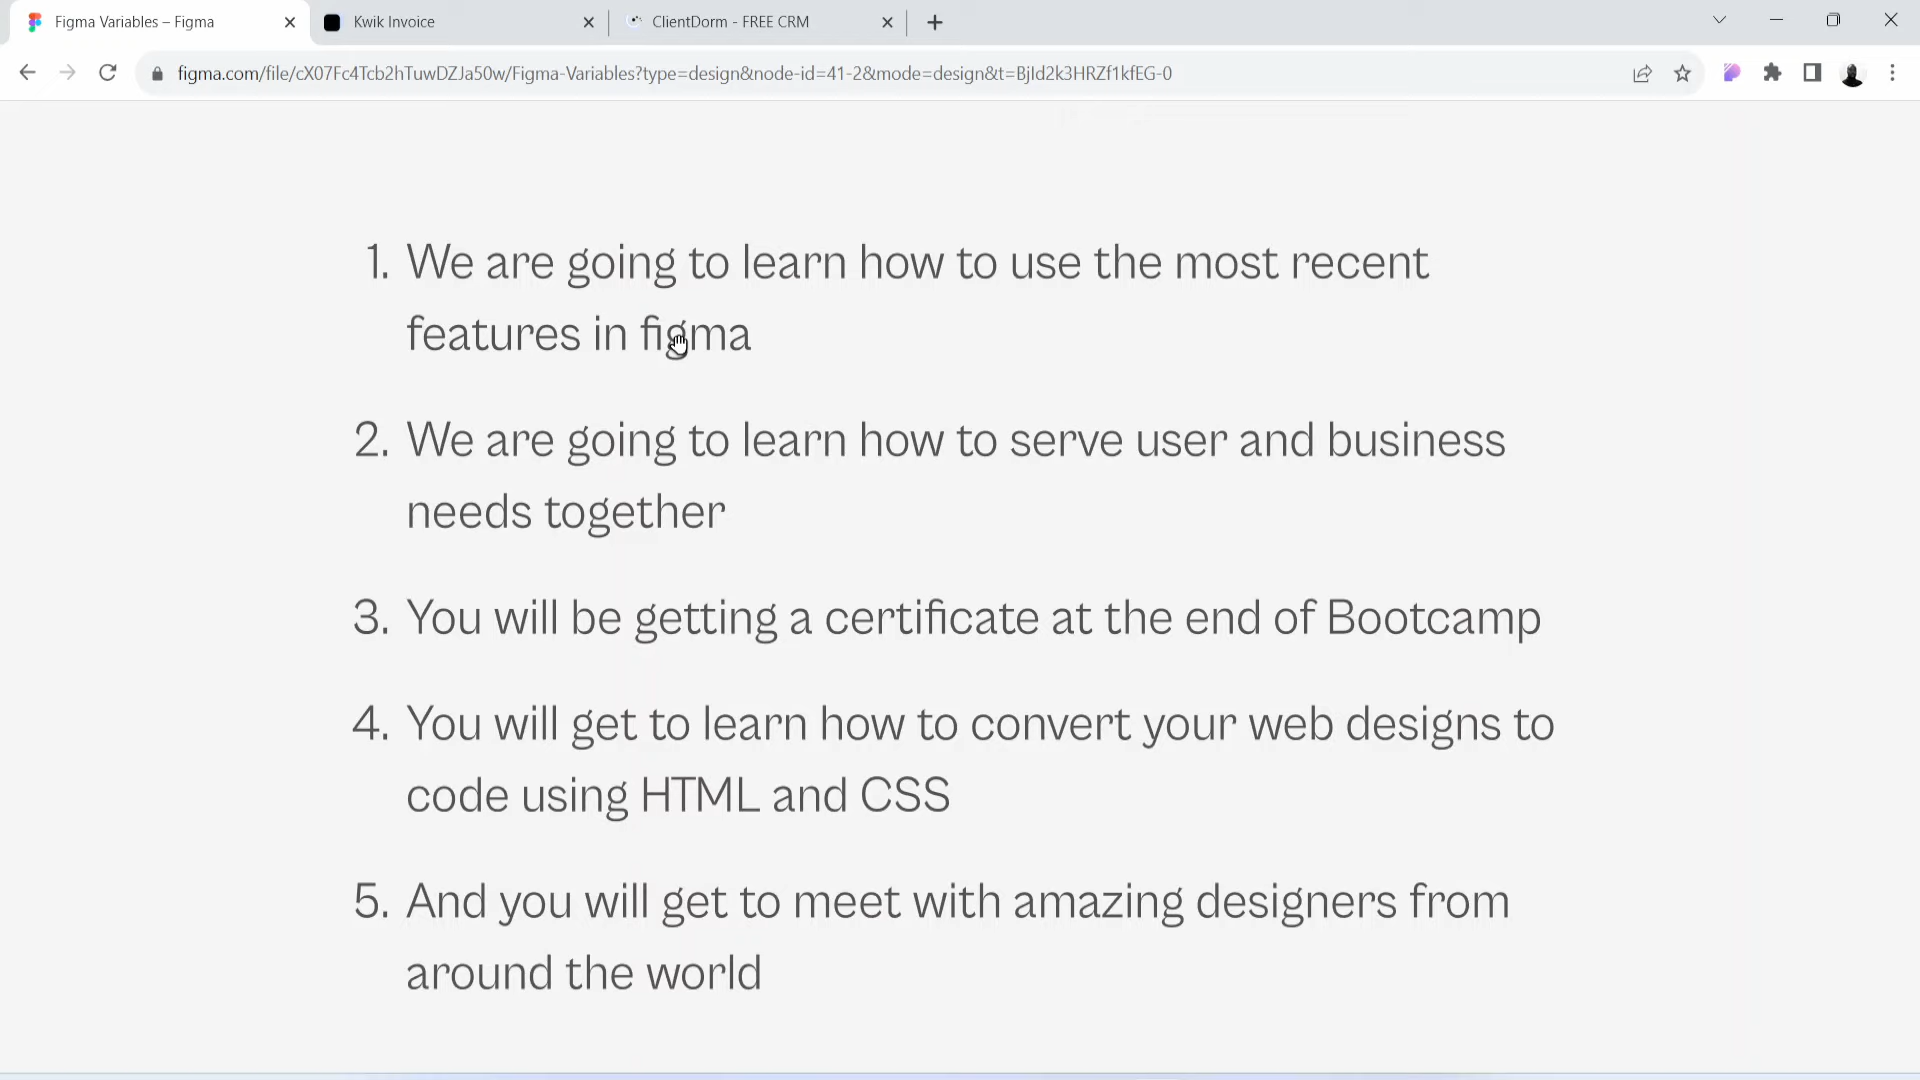 Figma Variables – Figma
Kwik Invoice
ClientDorm - FREE CRM
figma.com/file/cX07Fc4Tcb2hTuwDZJa50w/Figma-Variables?type=design&node-id=41-2&mode=design&t=BjId2k3HRZf1kfEG-0
1. We are going to learn how to use the most recent
features in figma
2. We are going to learn how to serve user and business
needs together
3. You will be getting a certificate at the end of Bootcamp
4. You will get to learn how to convert your web designs to
code using HTML and CSS
5. And you will get to meet with amazing designers from
around the world